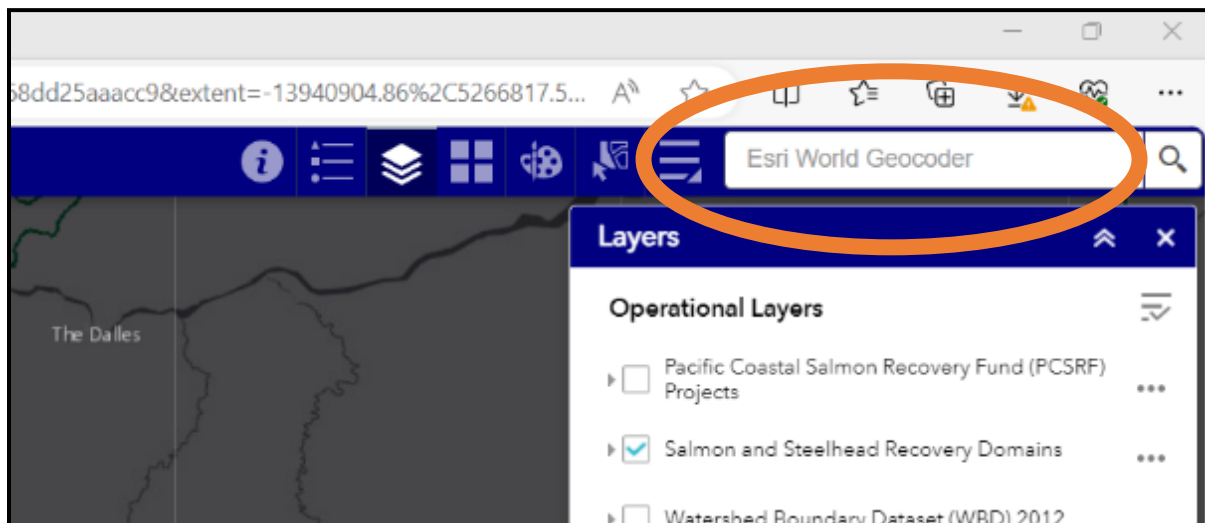 68dd25aaacc9&extent=-13940904.86%2C5266817.5...
Esri World Geocoder
Layers
Operational Layers
The Dalles
Pacific Coastal Salmon Recovery Fund (PCSRF)
Projects
Salmon and Steelhead Recovery Domains
Watershed Boundary Dataset (WBD) 2012